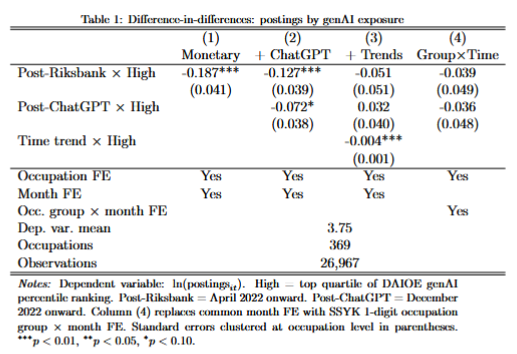 Table 1: Difference-in-differences: postings by genAI exposure
(1) (2) (3) (4)
Monetary + ChatGPT + Trends Group×Time
Post-Riksbank × High -0.187*** -0.127*** -0.051 -0.039
(0.041) (0.039) (0.051) (0.049)
Post-ChatGPT × High -0.072* 0.032 -0.036
(0.038) (0.040) (0.048)
Time trend × High -0.004***
(0.001)
Occupation FE Yes Yes Yes Yes
Month FE Yes Yes Yes
Occ. group × month FE Yes
Dep. var. mean 3.75
Occupations 369
Observations 26,967
Notes: Dependent variable: ln(postings_it). High = top quartile of DAIOE genAI
percentile ranking. Post-Riksbank = April 2022 onward. Post-ChatGPT = December
2022 onward. Column (4) replaces common month FE with SSYK 1-digit occupation
group × month FE. Standard errors clustered at occupation level in parentheses.
***p < 0.01, **p < 0.05, *p < 0.10.